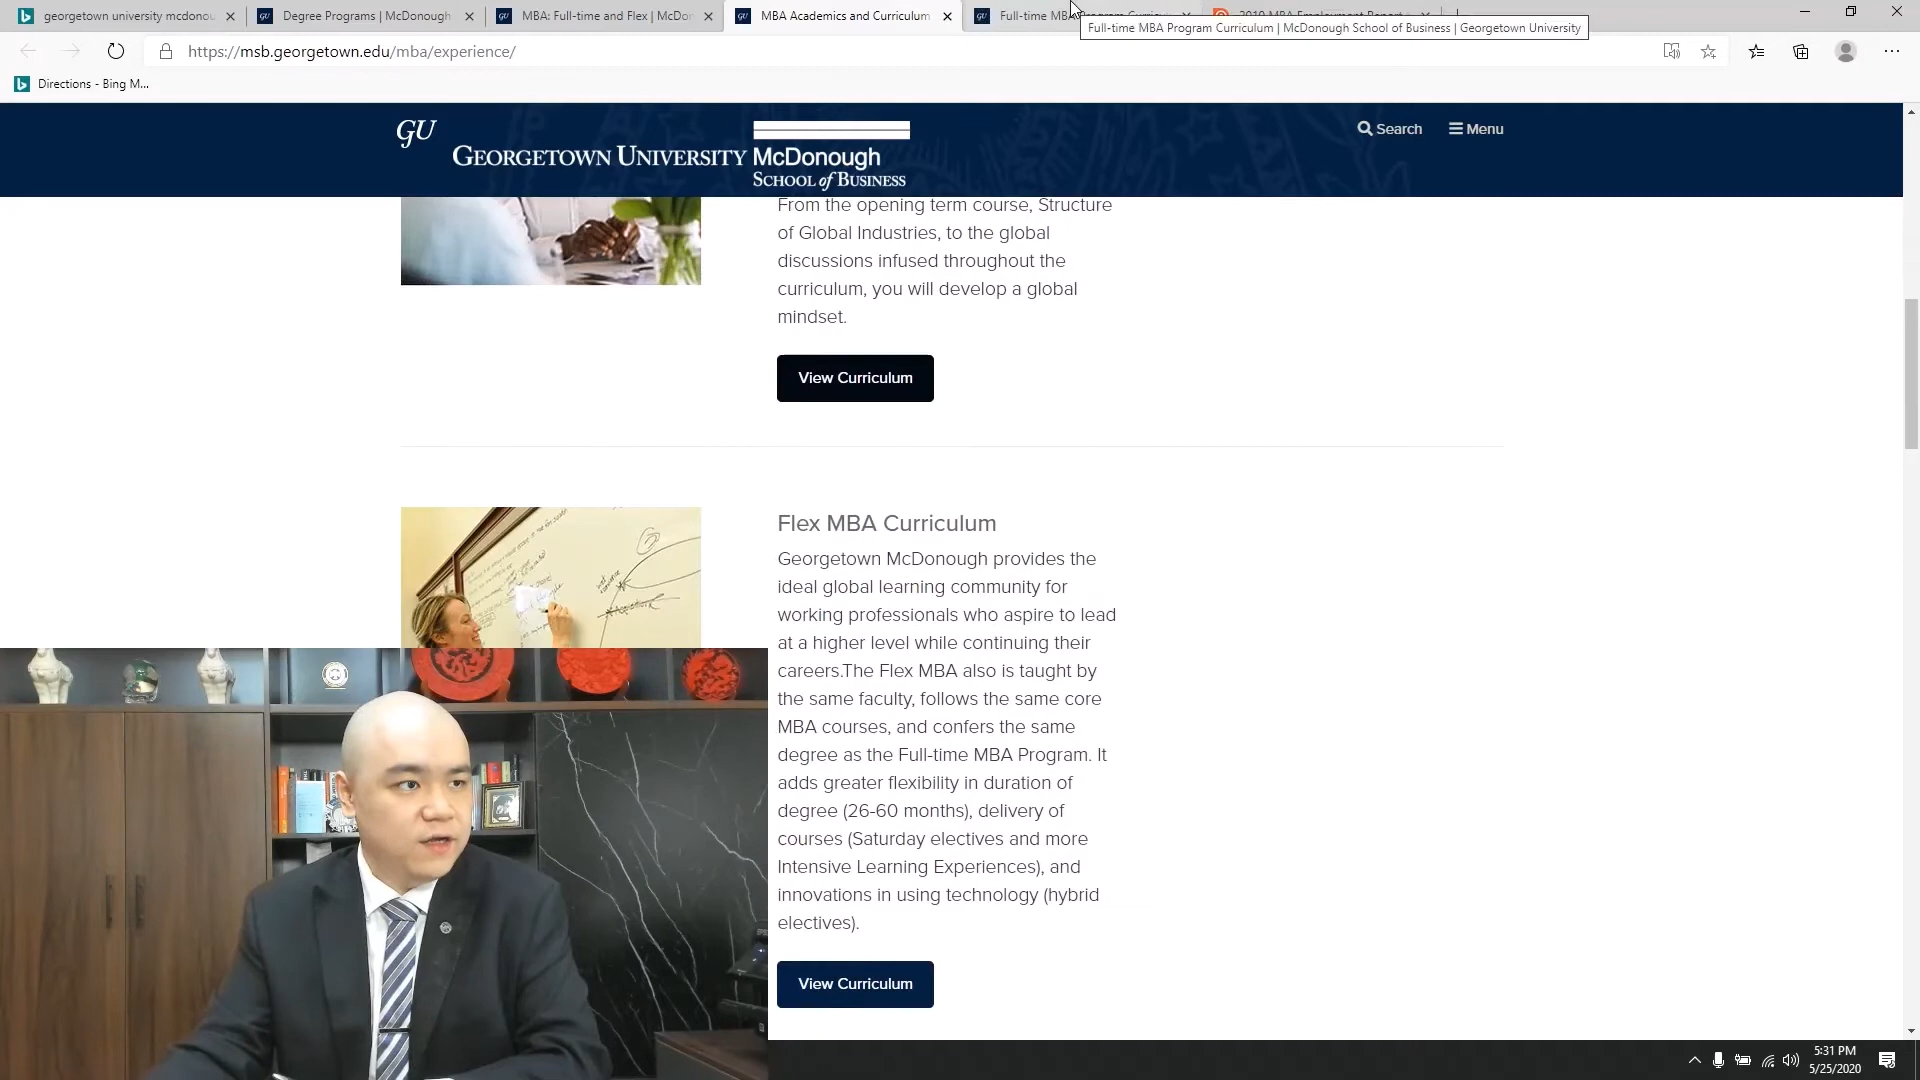 georgetown university mcdonou
Degree Programs | McDonough
MBA: Full-time and Flex | McDon
MBA Academics and Curriculum
Full-time MBA Program Curricu
2019 MBA Employment Report
Full-time MBA Program Curriculum | McDonough School of Business | Georgetown University
https://msb.georgetown.edu/mba/experience/
Directions - Bing M...
GU
GEORGETOWN UNIVERSITY
McDonough
SCHOOL of BUSINESS
Search
Menu
From the opening term course, Structure
of Global Industries, to the global
discussions infused throughout the
curriculum, you will develop a global
mindset.
View Curriculum
Flex MBA Curriculum
Georgetown McDonough provides the
ideal global learning community for
working professionals who aspire to lead
at a higher level while continuing their
careers.The Flex MBA also is taught by
the same faculty, follows the same core
MBA courses, and confers the same
degree as the Full-time MBA Program. It
adds greater flexibility in duration of
degree (26-60 months), delivery of
courses (Saturday electives and more
Intensive Learning Experiences), and
innovations in using technology (hybrid
electives).
View Curriculum
5:31 PM
5/25/2020